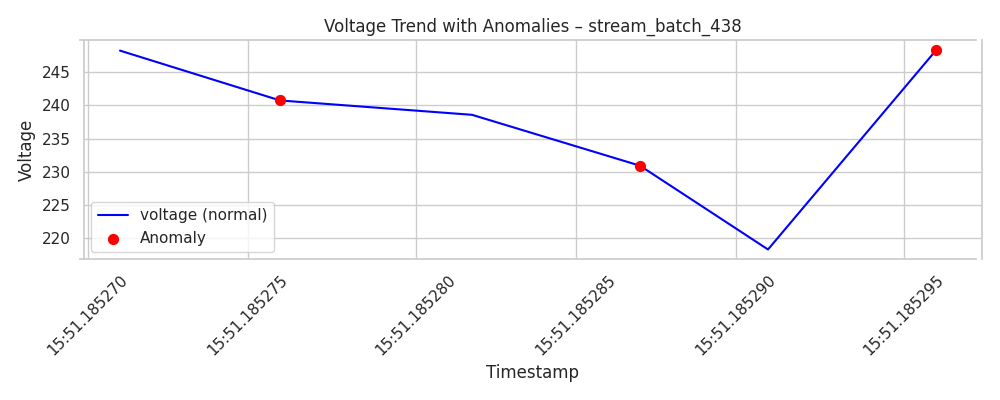 Voltage Trend with Anomalies – stream_batch_438
Voltage
245
240
235
230
225
220
voltage (normal)
Anomaly
15:51.185270
15:51.185275
15:51.185280
15:51.185285
15:51.185290
15:51.185295
Timestamp